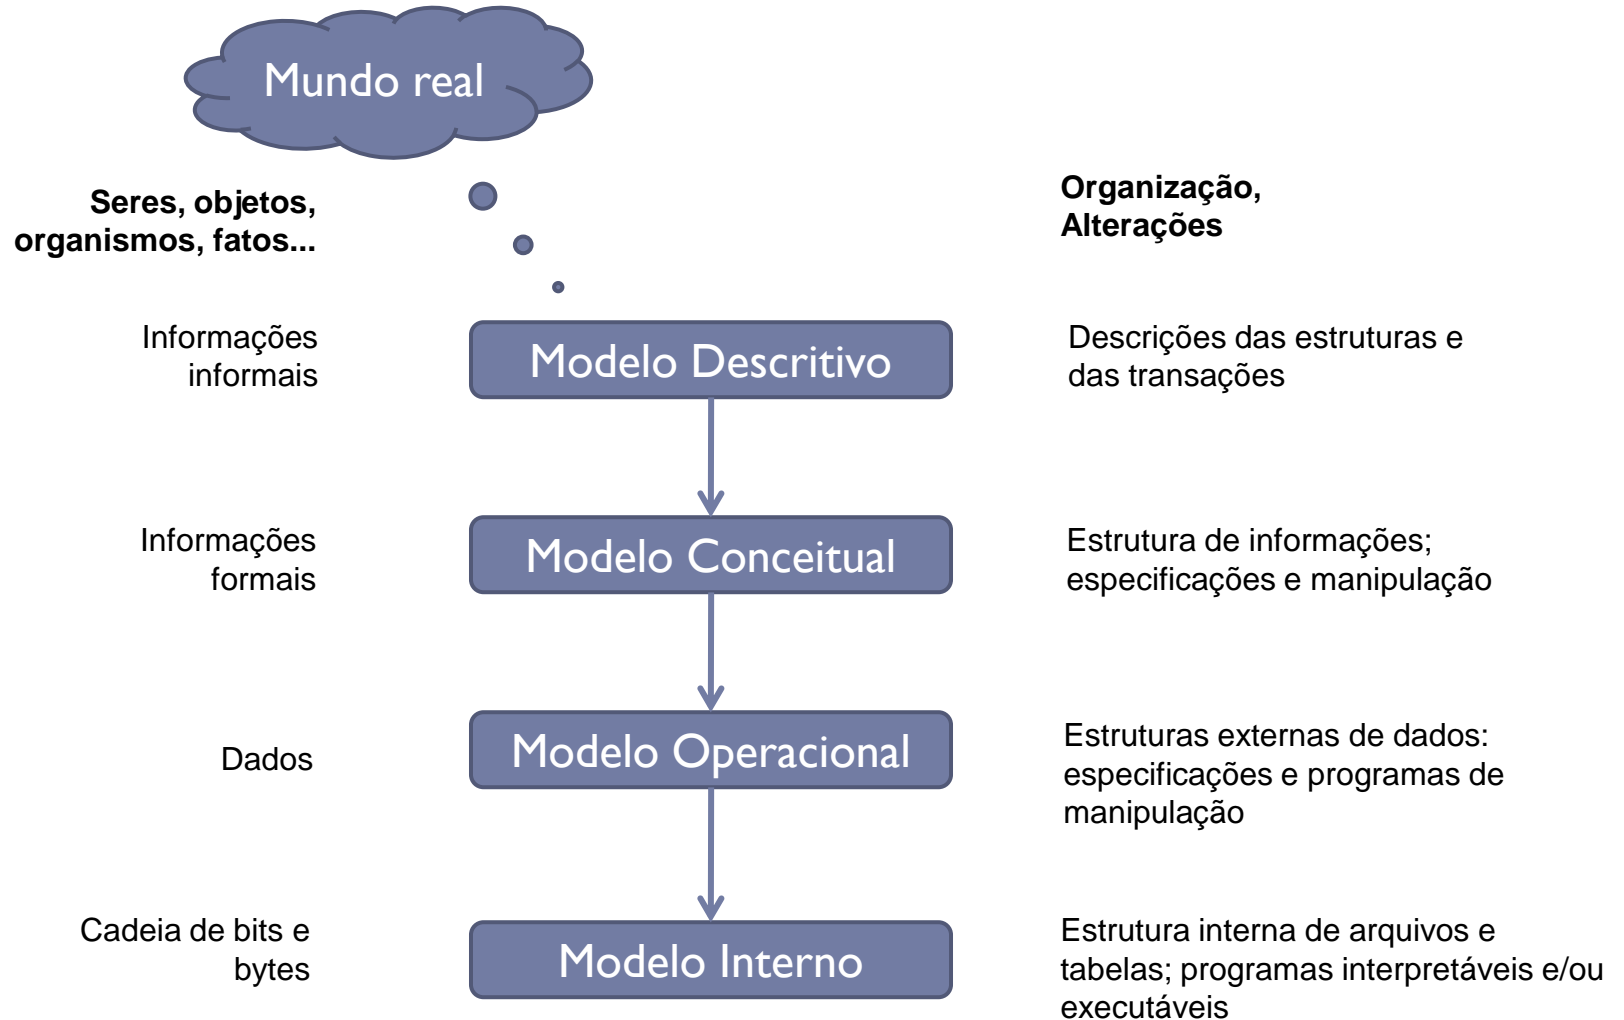 Mundo real
Seres, objetos,
organismos, fatos...
Organização,
Alterações
Informações
informais
Modelo Descritivo
Descrições das estruturas e
das transações
Informações
formais
Modelo Conceitual
Estrutura de informações;
especificações e manipulação
Dados
Modelo Operacional
Estruturas externas de dados:
especificações e programas de
manipulação
Cadeia de bits e
bytes
Modelo Interno
Estrutura interna de arquivos e
tabelas; programas interpretáveis e/ou
executáveis